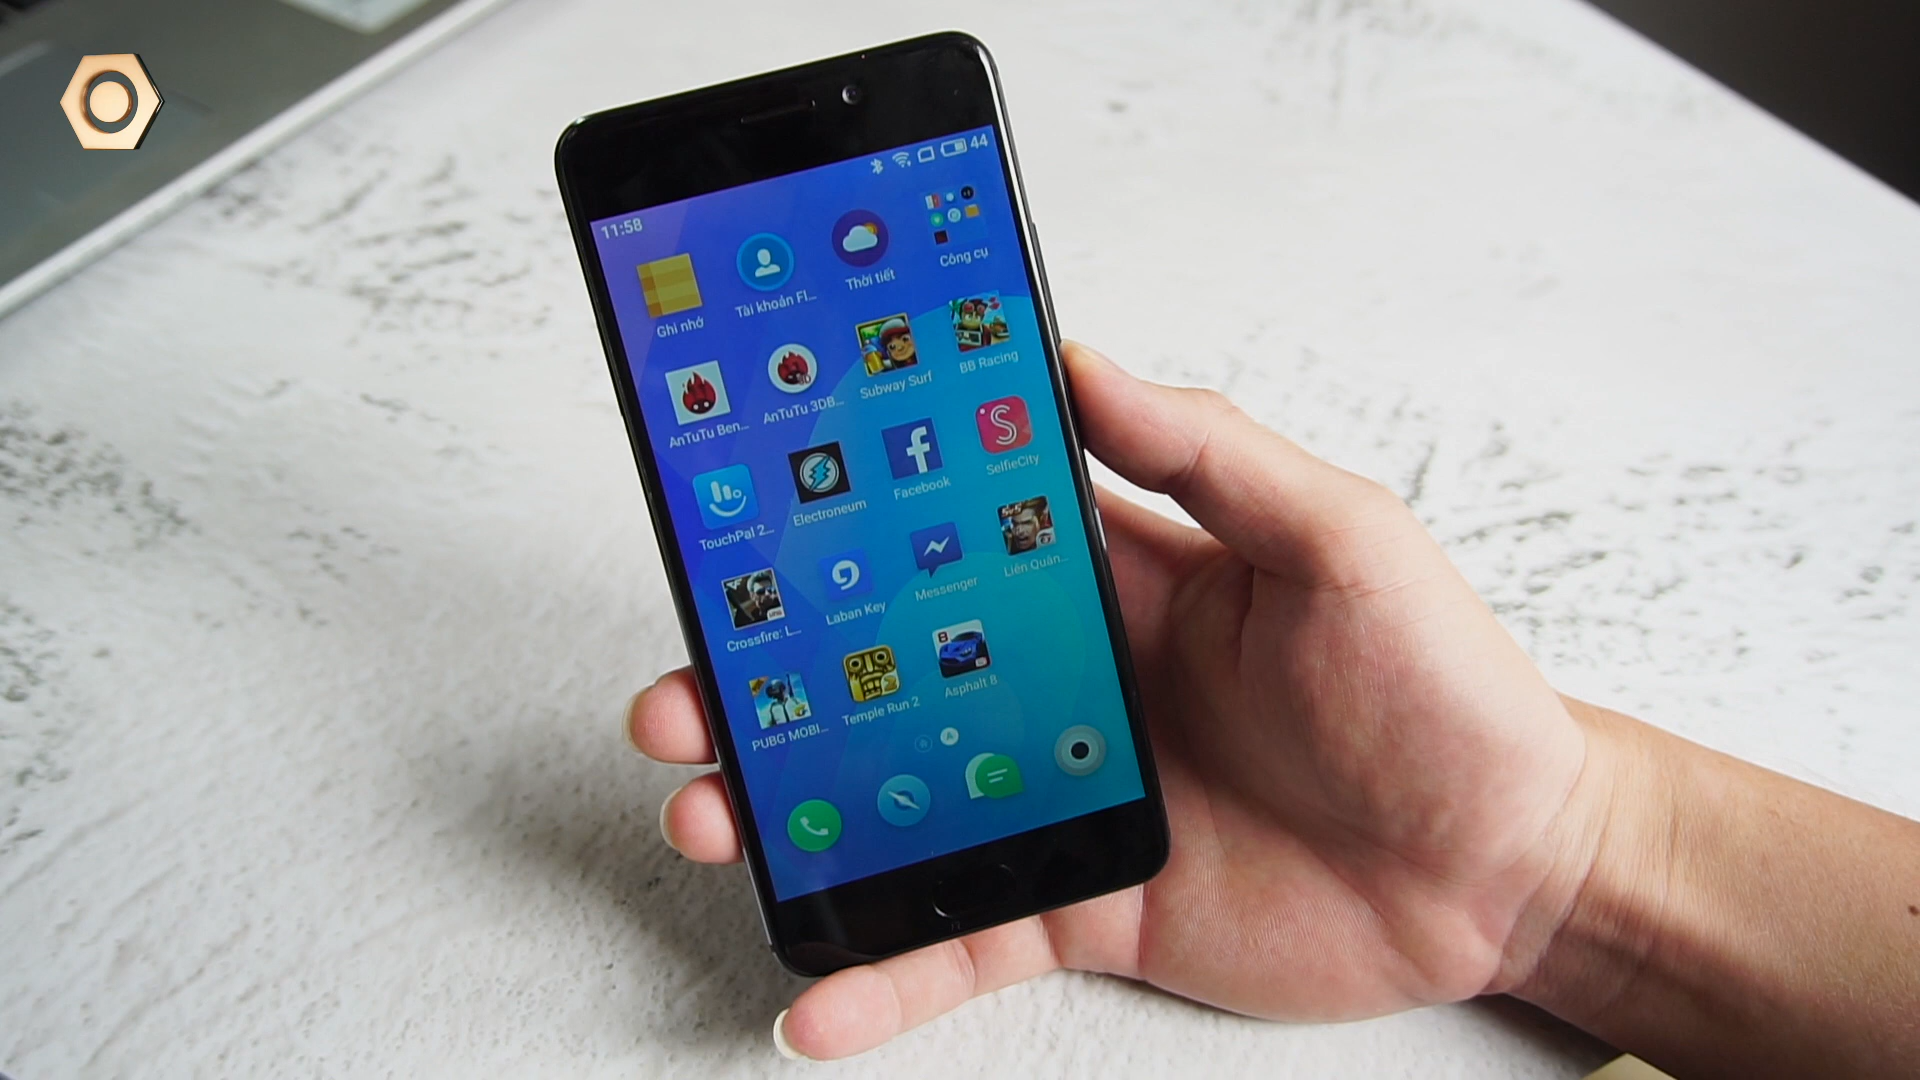 44
11:58
Ghi nhớ
Tài khoản Fl...
Thời tiết
Công cụ
AnTuTu Ben...
AnTuTu 3DB...
Subway Surf
BB Racing
TouchPal 2...
Electroneum
Facebook
SelfieCity
Crossfire: L...
Laban Key
Messenger
5v5
Liên Quân...
PUBG MOBI...
Temple Run 2
8
Asphalt 8
A